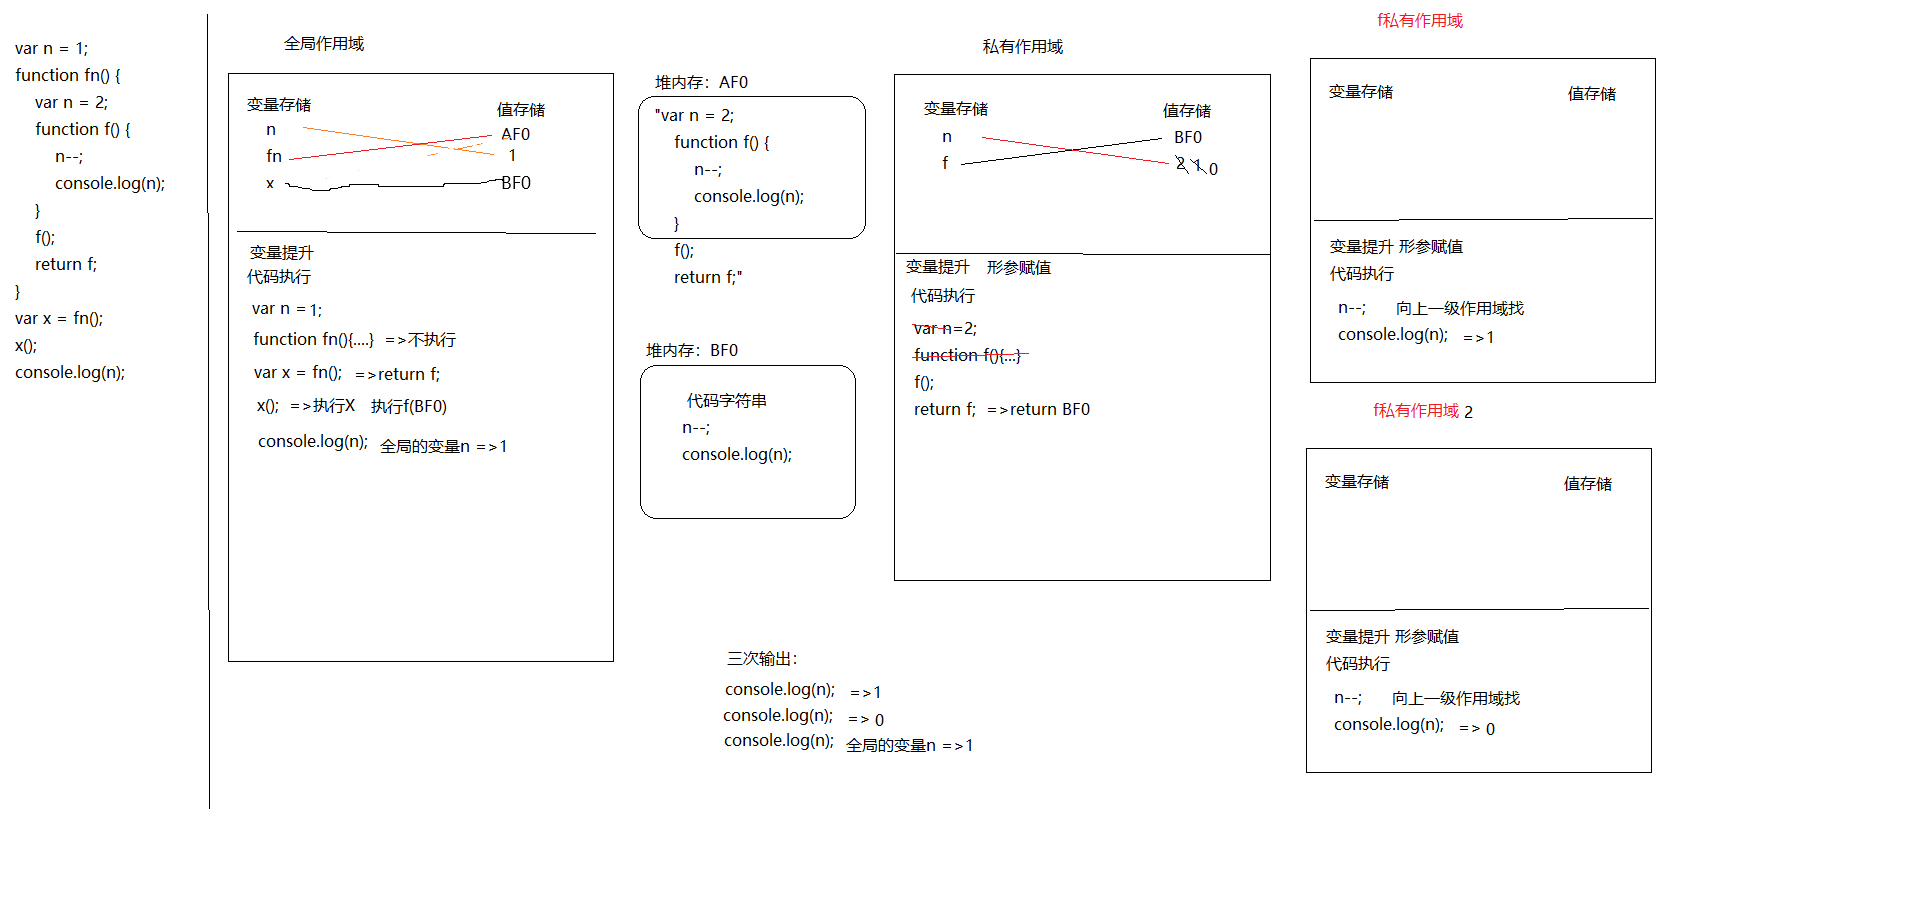 var n = 1;
function fn() {
var n = 2;
function f() {
n--;
console.log(n);
}
f();
return f;
}
var x = fn();
x();
console.log(n);
全局作用域
变量存储
值存储
n
AF0
fn
1
x
BF0
变量提升
代码执行
var n = 1;
function fn(){....} =>不执行
var x = fn(); =>return f;
x(); =>执行X 执行f(BF0)
console.log(n); 全局的变量n =>1
堆内存：AF0
"var n = 2;
function f() {
n--;
console.log(n);
}
f();
return f;"
堆内存：BF0
代码字符串
n--;
console.log(n);
私有作用域
变量存储
值存储
n
BF0
f
2 1 0
变量提升 形参赋值
代码执行
var n=2;
function f(){...}
f();
return f; =>return BF0
f私有作用域
变量存储
值存储
变量提升 形参赋值
代码执行
n--; 向上一级作用域找
console.log(n); =>1
f私有作用域 2
变量存储
值存储
变量提升 形参赋值
代码执行
n--; 向上一级作用域找
console.log(n); => 0
三次输出：
console.log(n); =>1
console.log(n); => 0
console.log(n); 全局的变量n =>1